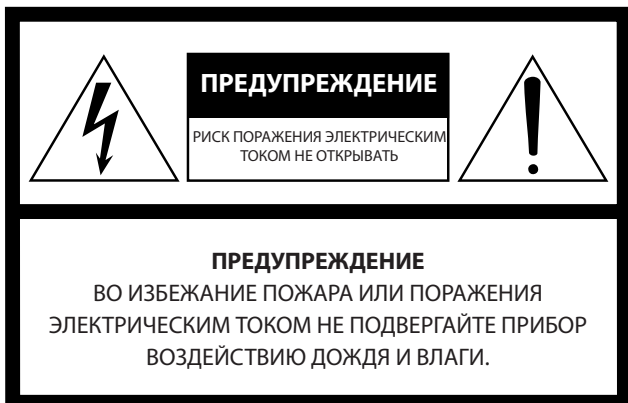 ПРЕДУПРЕЖДЕНИЕ
РИСК ПОРАЖЕНИЯ ЭЛЕКТРИЧЕСКИМ
ТОКОМ НЕ ОТКРЫВАТЬ
ПРЕДУПРЕЖДЕНИЕ
ВО ИЗБЕЖАНИЕ ПОЖАРА ИЛИ ПОРАЖЕНИЯ
ЭЛЕКТРИЧЕСКИМ ТОКОМ НЕ ПОДВЕРГАЙТЕ ПРИБОР
ВОЗДЕЙСТВИЮ ДОЖДЯ И ВЛАГИ.